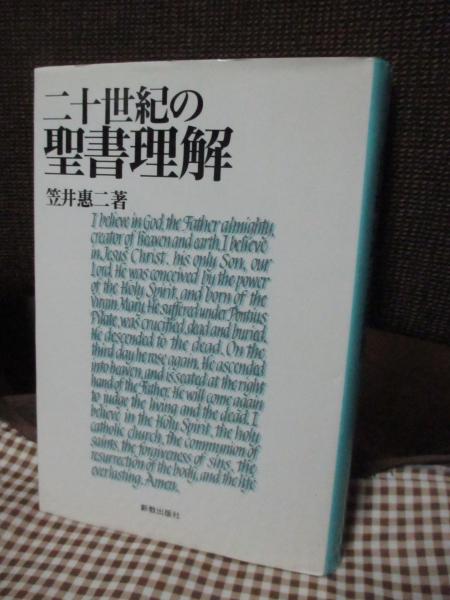 二十世紀の
聖書理解
笠井惠二著
I believe in God, the Father almighty,
creator of heaven and earth. I believe
in Jesus Christ, his only Son, our
Lord. He was conceived by the power
of the Holy Spirit and born of the
Virgin Mary. He suffered under Pontius
Pilate, was crucified, died and buried.
He descended to the dead. On the
third day he rose again. He ascended
into heaven, and is seated at the right
hand of the Father. He will come again
to judge the living and the dead. I
believe in the Holy Spirit, the holy
catholic church, the communion of
saints, the forgiveness of sins, the
resurrection of the body, and the life
everlasting. Amen.
新教出版社